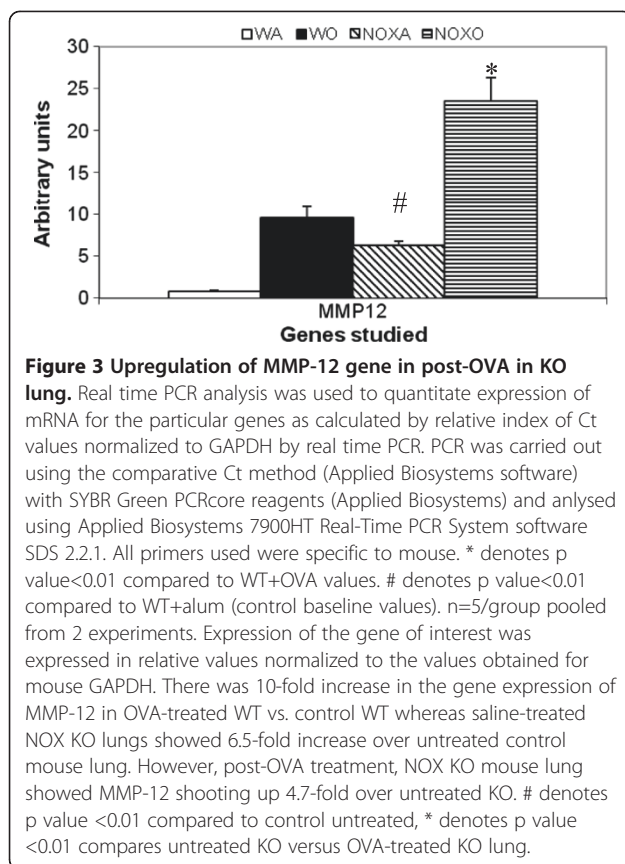 WA WO NOXA NOXO
30
25
20
15
10
5
0
Arbitrary units
*
#
MMP12
Genes studied
Figure 3 Upregulation of MMP-12 gene in post-OVA in KO
lung. Real time PCR analysis was used to quantitate expression of
mRNA for the particular genes as calculated by relative index of Ct
values normalized to GAPDH by real time PCR. PCR was carried out
using the comparative Ct method (Applied Biosystems software)
with SYBR Green PCRcore reagents (Applied Biosystems) and anlysed
using Applied Biosystems 7900HT Real-Time PCR System software
SDS 2.2.1. All primers used were specific to mouse. * denotes p
value<0.01 compared to WT+OVA values. # denotes p value<0.01
compared to WT+alum (control baseline values). n=5/group pooled
from 2 experiments. Expression of the gene of interest was
expressed in relative values normalized to the values obtained for
mouse GAPDH. There was 10-fold increase in the gene expression of
MMP-12 in OVA-treated WT vs. control WT whereas saline-treated
NOX KO lungs showed 6.5-fold increase over untreated control
mouse lung. However, post-OVA treatment, NOX KO mouse lung
showed MMP-12 shooting up 4.7-fold over untreated KO. # denotes
p value <0.01 compared to control untreated, * denotes p value
<0.01 compares untreated KO versus OVA-treated KO lung.